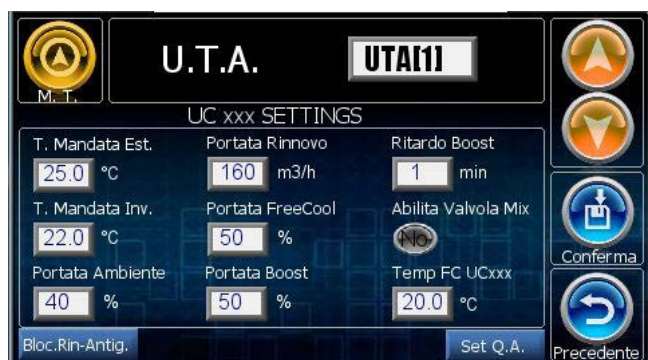 M. T.
U.T.A.
UTA[1]
UC xxx SETTINGS
T. Mandata Est.
25.0 °C
Portata Rinnovo
160 m3/h
Ritardo Boost
1 min
T. Mandata Inv.
22.0 °C
Portata FreeCool
50 %
Abilita Valvola Mix
No
Portata Ambiente
40 %
Portata Boost
50 %
Temp FC UCxxx
20.0 °C
Conferma
Bloc.Rin-Antig.
Set Q.A.
Precedente